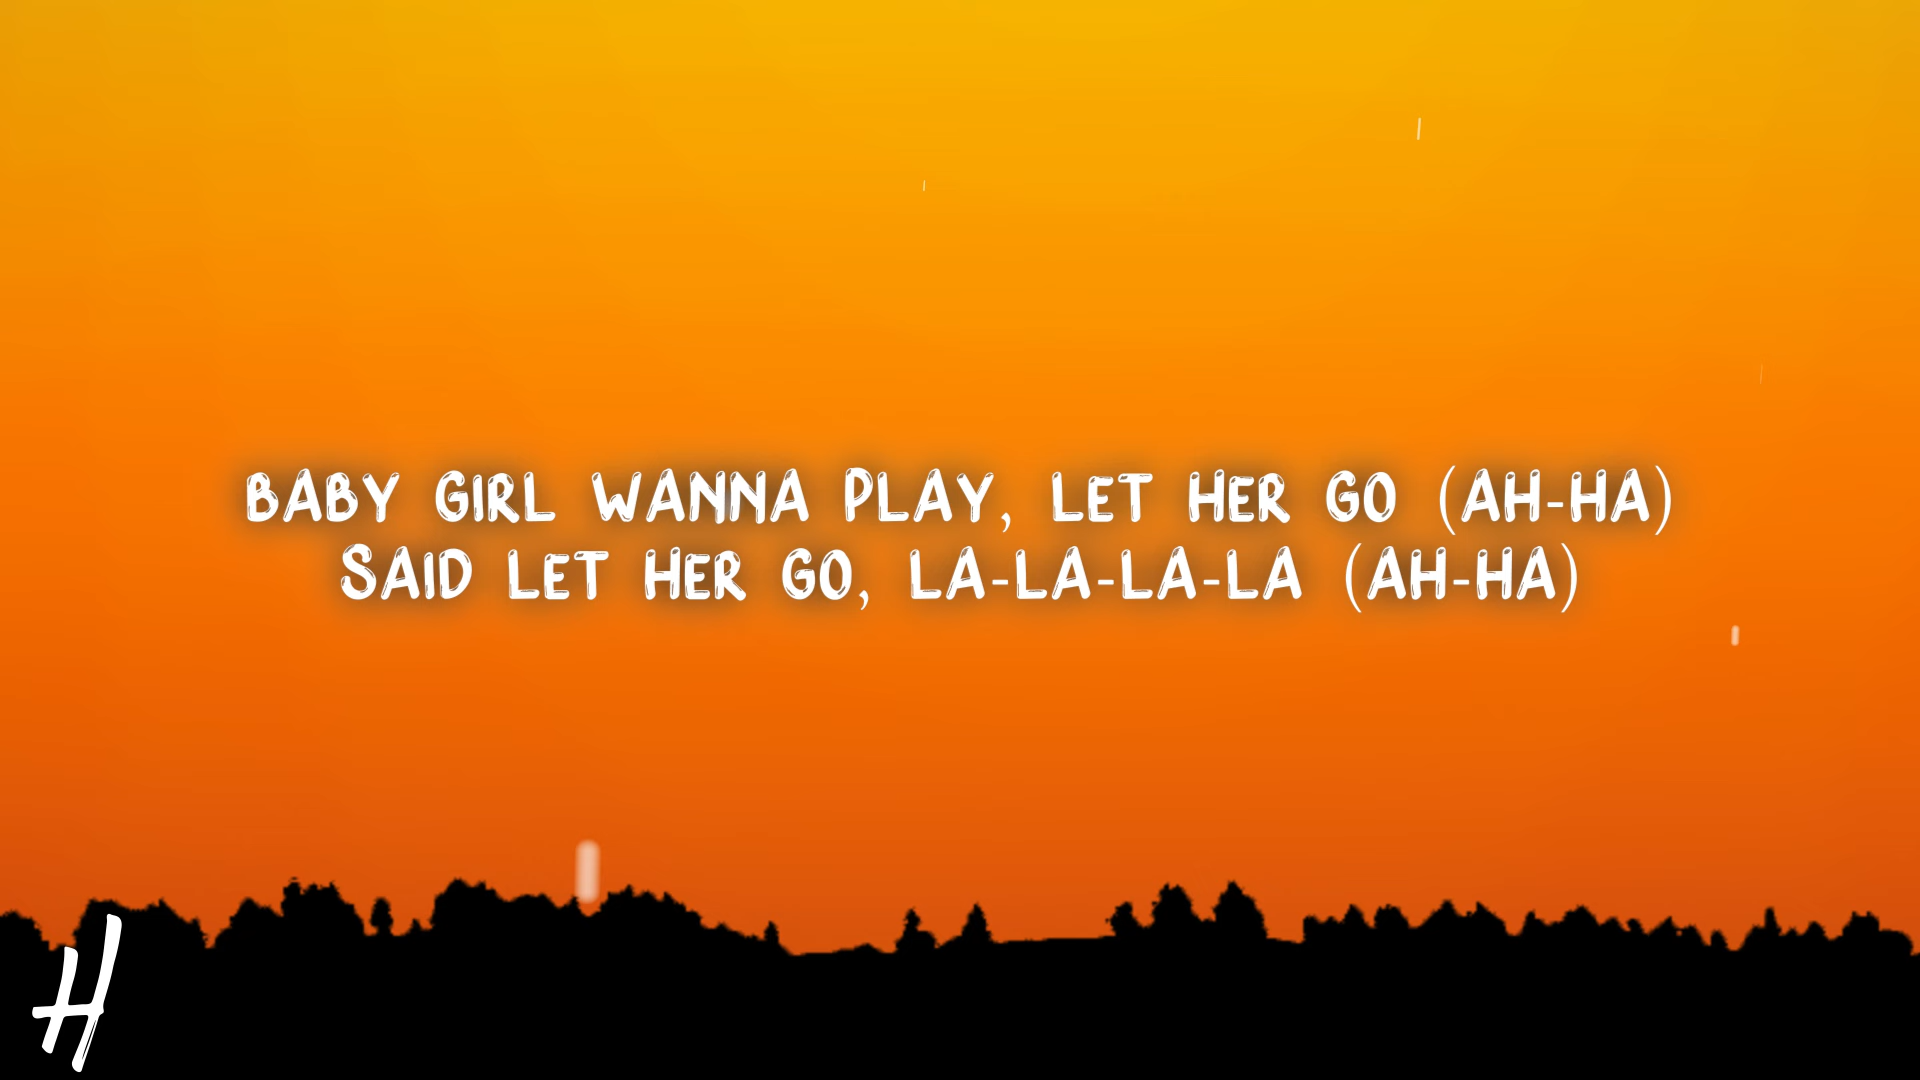 BABY GIRL WANNA PLAY, LET HER GO (AH-HA)
SAID LET HER GO, LA-LA-LA-LA (AH-HA)
H